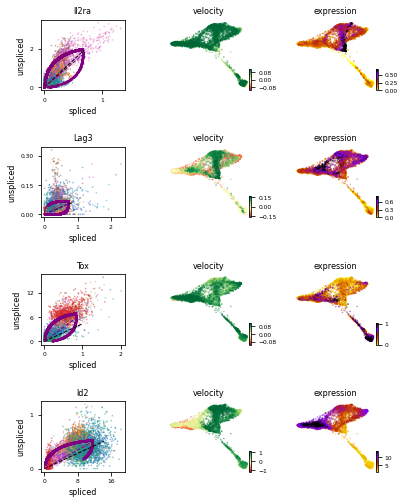 Il2ra velocity expression
unspliced
2
0
0 1
spliced
0.08
0.00
−0.08
0.50
0.25
0.00
Lag3 velocity expression
unspliced
0.30
0.15
0.00
0 1 2
spliced
0.15
0.00
−0.15
0.6
0.3
0.0
Tox velocity expression
unspliced
12
6
0
0 1 2
spliced
0.08
0.00
−0.08
1
0
Id2 velocity expression
unspliced
1
0
0 8 16
spliced
1
0
−1
10
5